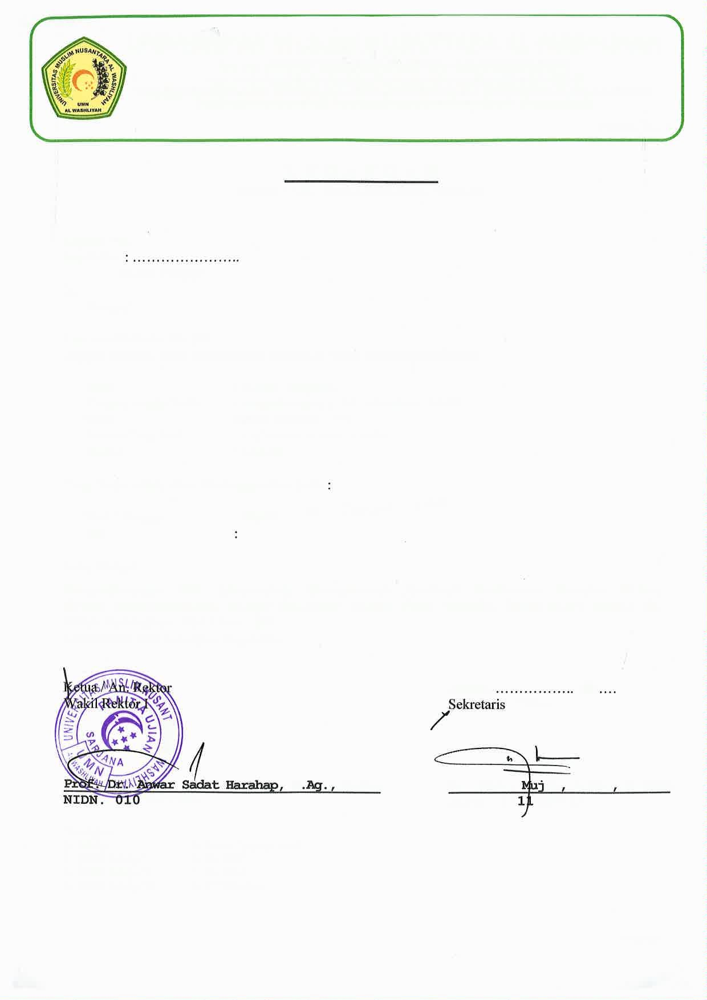 UNIVERSITAS MUSLIM NUSANTARA AL WASHLIYAH
UMN
AL WASHLIYAH
: ........................
:
:
Ketua / An. Rektor
Wakil Rektor I
................. ....
Sekretaris
UNIVERSITAS MUSLIM NUSANT
WASHLIYAH
PANITIA UJIAN
SARJANA
UMN
AL WASHLIYAH
Prof. Dr. Anwar Sadat Harahap, .Ag.,
NIDN. 010
Muj , ,
11